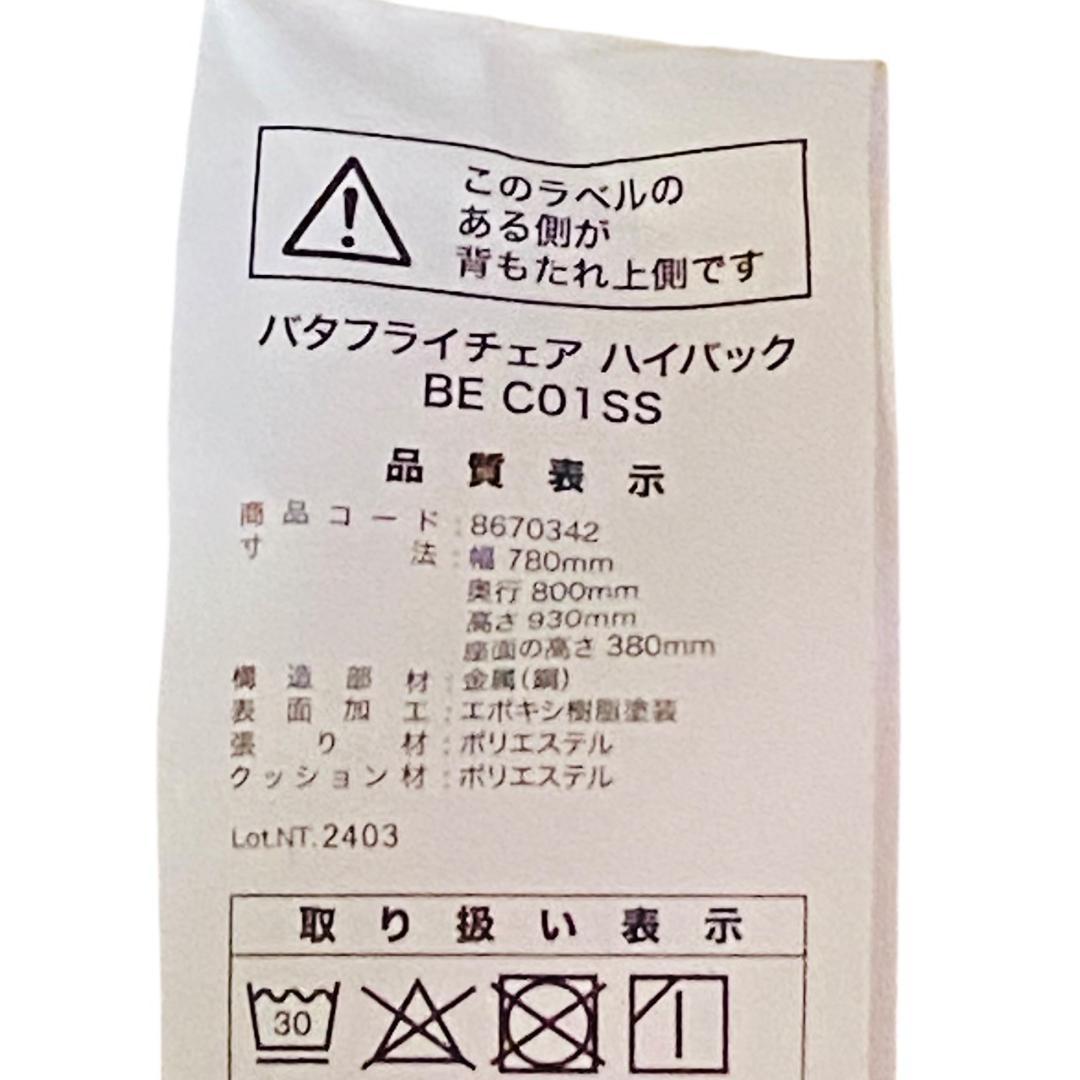 このラベルの
ある側が
背もたれ上側です
バタフライチェア ハイバック
BE C01SS
品質表示
商品コード:8670342
寸法:幅 780mm
奥行 800mm
高さ 930mm
座面の高さ 380mm
構造部材:金属(鋼)
表面加工:エポキシ樹脂塗装
張り材:ポリエステル
クッション材:ポリエステル
Lot.NT.2403
取り扱い表示
30